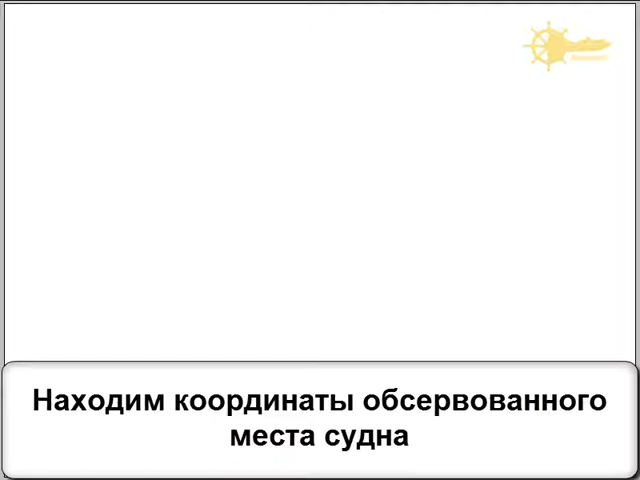 Находим координаты обсервованного
места судна